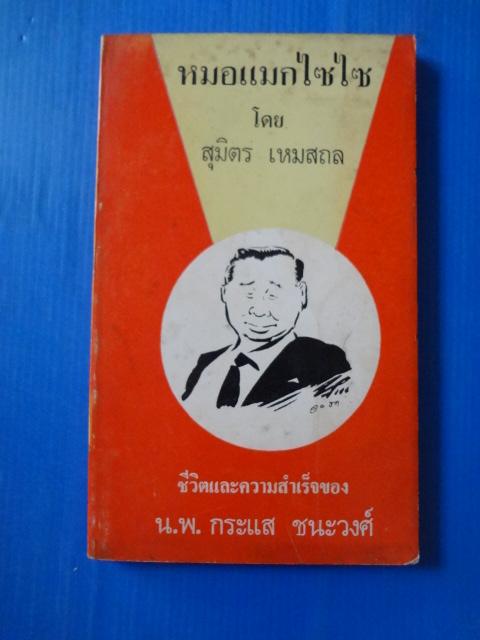 หมอแมกไซไซ
โดย
สุมิตร เหมสถล
ชีวิตและความสำเร็จของ
น.พ. กระแส ชนะวงศ์